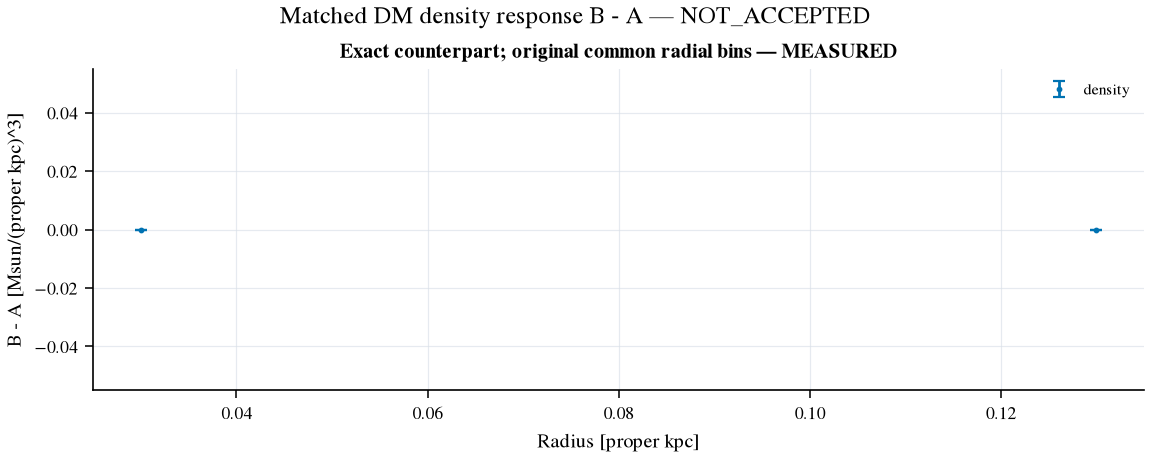 Matched DM density response B - A — NOT_ACCEPTED
Exact counterpart; original common radial bins — MEASURED
density
B - A [Msun/(proper kpc)^3]
0.04
0.02
0.00
−0.02
−0.04
0.04
0.06
0.08
0.10
0.12
Radius [proper kpc]